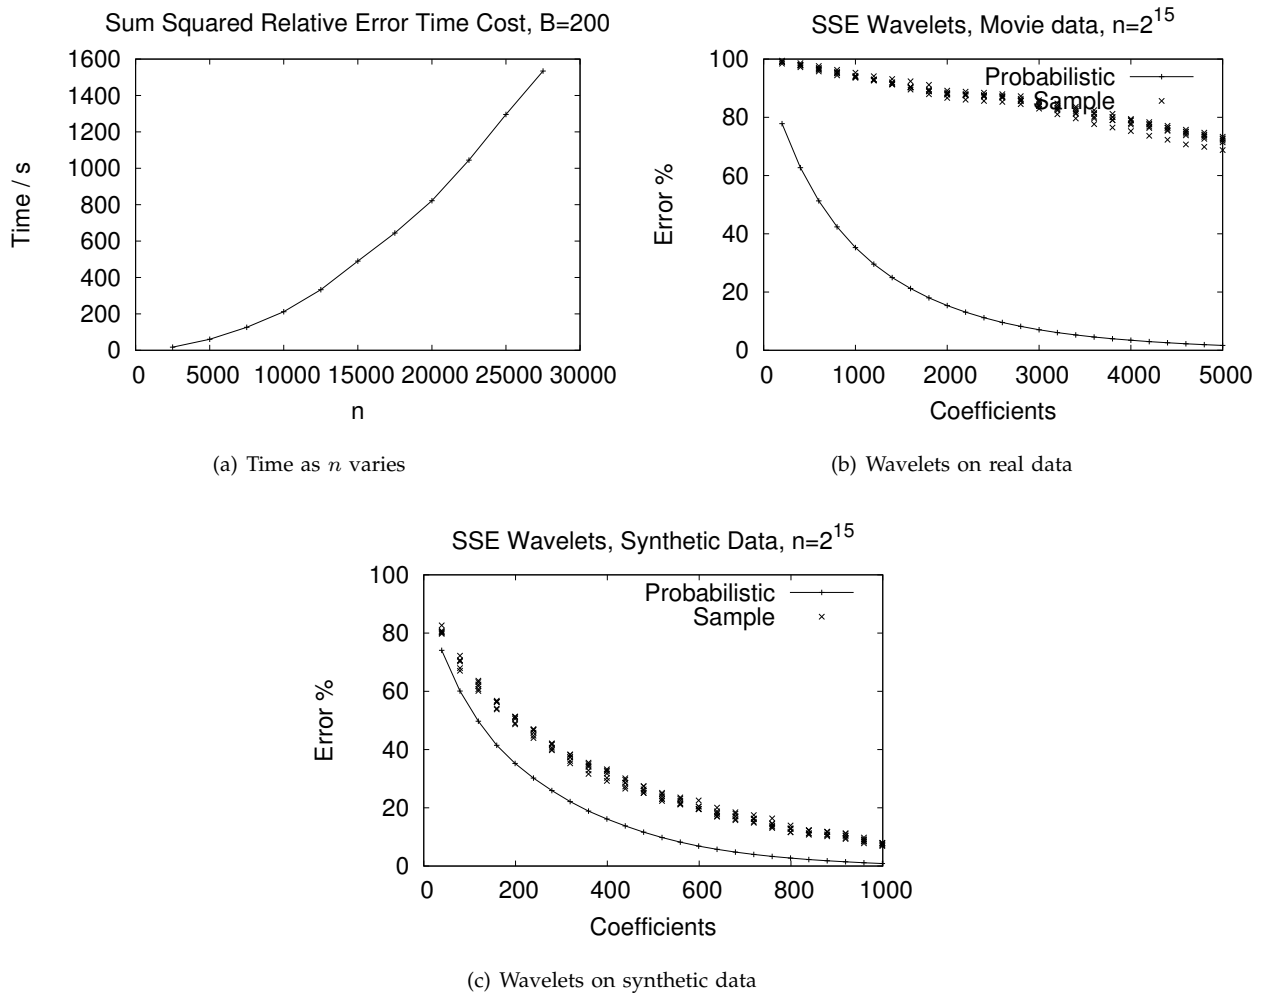 Sum Squared Relative Error Time Cost, B=200
1600
1400
1200
1000
800
600
400
200
0
Time / s
0 5000 10000 15000 20000 25000 30000
n
(a) Time as n varies
SSE Wavelets, Movie data, n=2^15
Probabilistic
Sample
100
80
60
40
20
0
Error %
0 1000 2000 3000 4000 5000
Coefficients
(b) Wavelets on real data
SSE Wavelets, Synthetic Data, n=2^15
Probabilistic
Sample
100
80
60
40
20
0
Error %
0 200 400 600 800 1000
Coefficients
(c) Wavelets on synthetic data